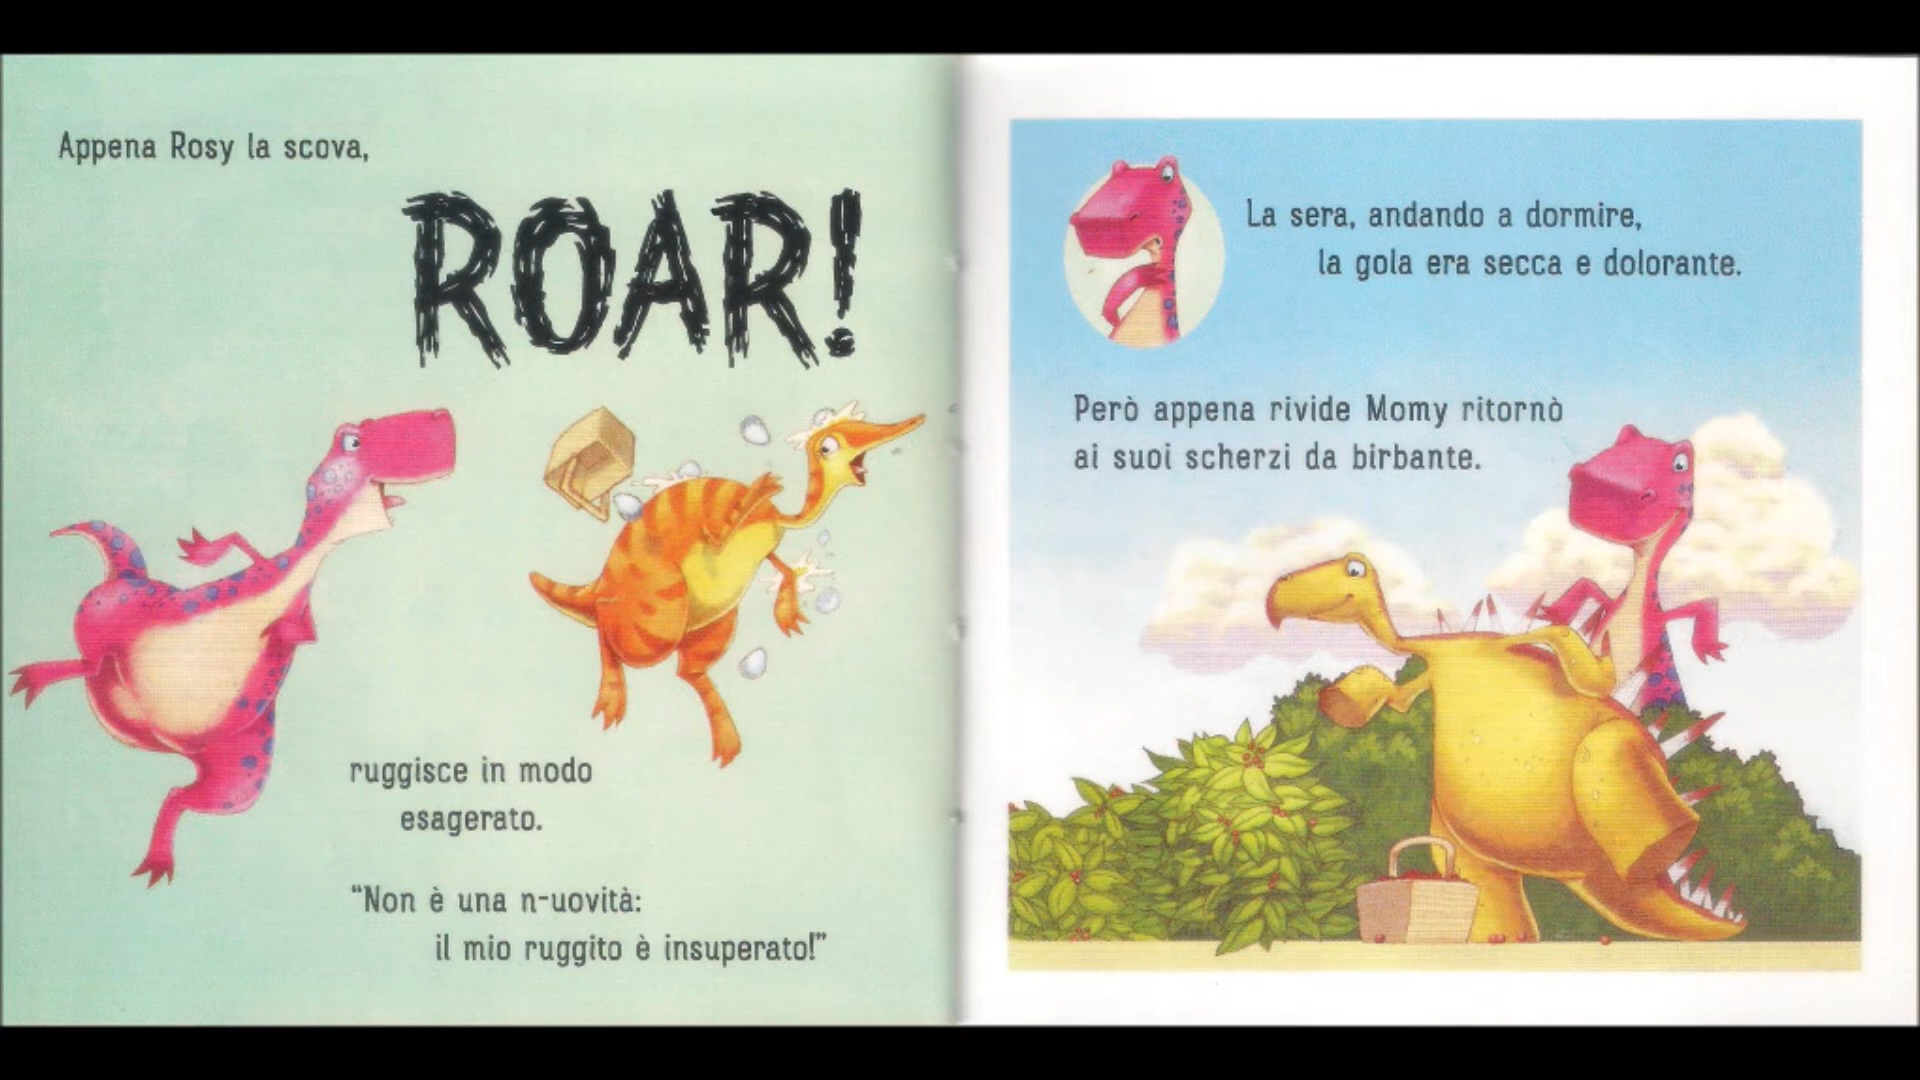 Appena Rosy la scova,
ROAR!
ruggisce in modo
esagerato.
“Non è una n-uovità:
il mio ruggito è insuperato!”
La sera, andando a dormire,
la gola era secca e dolorante.
Però appena rivide Momy ritornò
ai suoi scherzi da birbante.